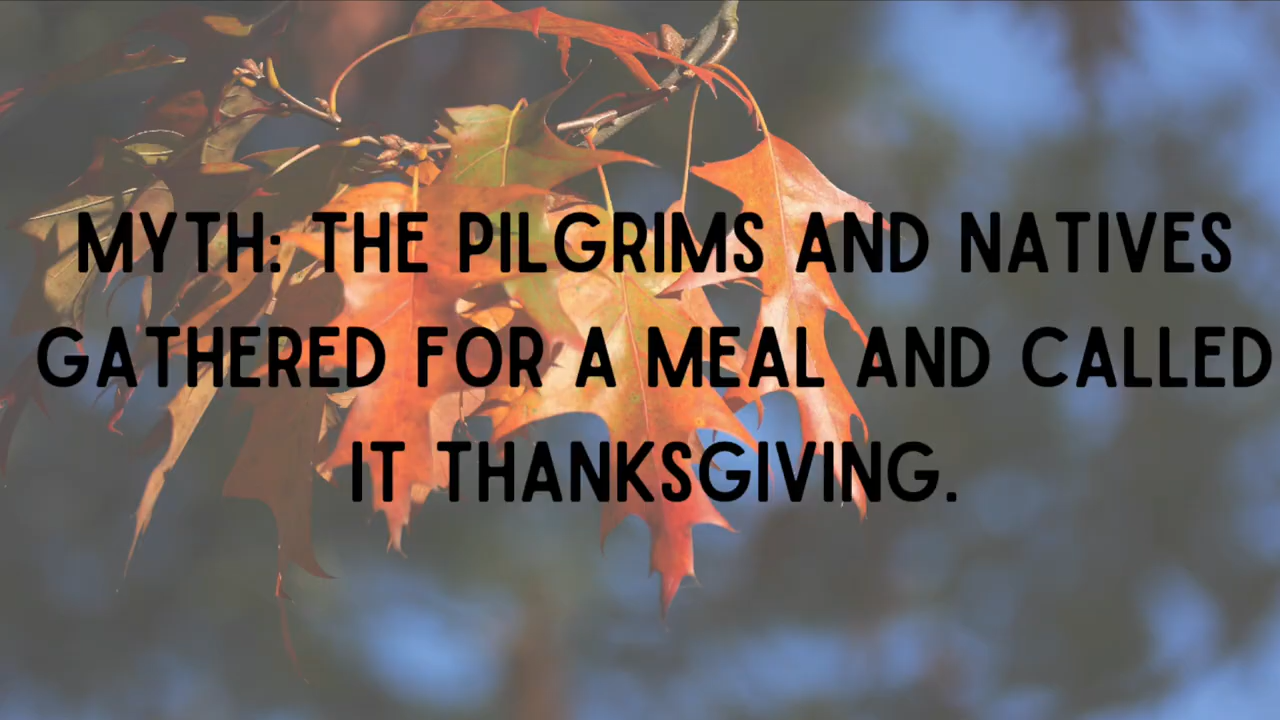 MYTH: THE PILGRIMS AND NATIVES
GATHERED FOR A MEAL AND CALLED
IT THANKSGIVING.